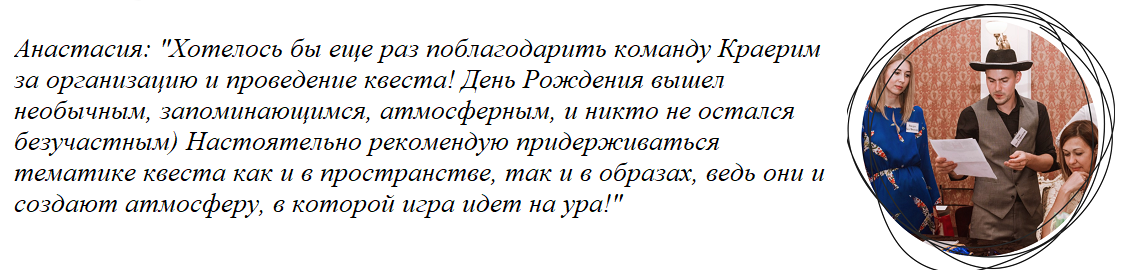 Анастасия: "Хотелось бы еще раз поблагодарить команду Краерим
за организацию и проведение квеста! День Рождения вышел
необычным, запоминающимся, атмосферным, и никто не остался
безучастным) Настоятельно рекомендую придерживаться
тематике квеста как и в пространстве, так и в образах, ведь они и
создают атмосферу, в которой игра идет на ура!"